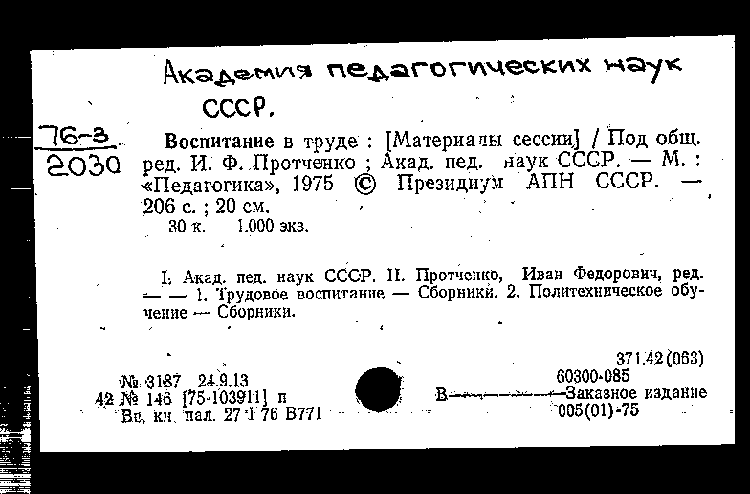 Академия педагогических наук
СССР.
76-3
2030
Воспитание в труде : [Материалы сессии] / Под общ.
ред. И. Ф. Протченко ; Акад. пед. наук СССР. — М. :
«Педагогика», 1975 © Президиум АПН СССР. —
206 с. ; 20 см.
30 к. 1.000 экз.
I. Акад. пед. наук СССР. II. Протченко, Иван Федорович, ред.
— — 1. Трудовое воспитание — Сборники. 2. Политехническое обу-
чение — Сборники.
371.42 (063)
№ 3187 24.9.13 60300-085
42 № 146 [75-103911] п В— —Заказное издание
Вс. кн. пал. 27 I 76 В771 005(01)-75